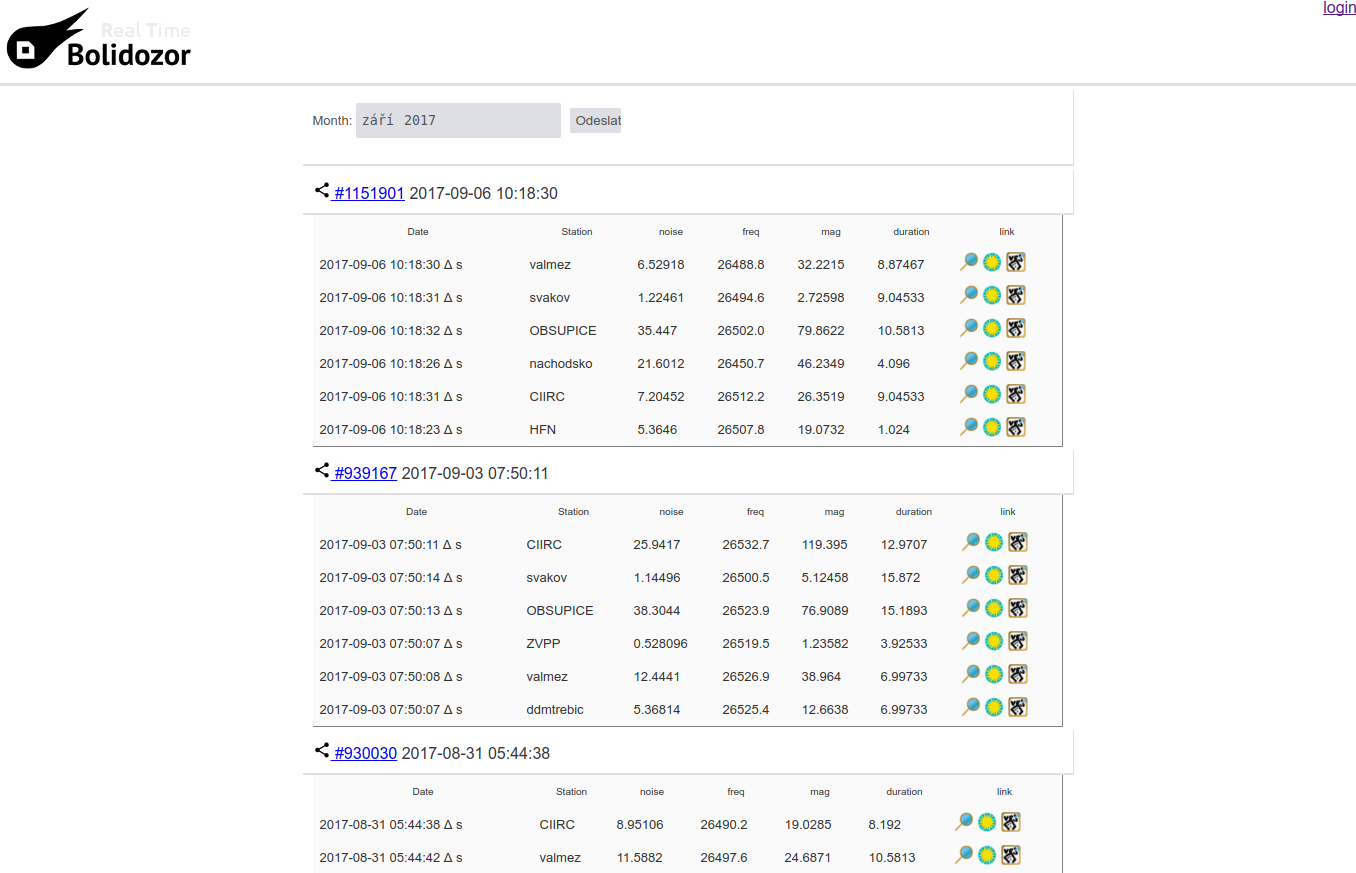 login
Real Time
Bolidozor
Month: září 2017 Odeslat
#1151901 2017-09-06 10:18:30
Date Station noise freq mag duration link
2017-09-06 10:18:30 Δ s valmez 6.52918 26488.8 32.2215 8.87467
2017-09-06 10:18:31 Δ s svakov 1.22461 26494.6 2.72598 9.04533
2017-09-06 10:18:32 Δ s OBSUPICE 35.447 26502.0 79.8622 10.5813
2017-09-06 10:18:26 Δ s nachodsko 21.6012 26450.7 46.2349 4.096
2017-09-06 10:18:31 Δ s CIIRC 7.20452 26512.2 26.3519 9.04533
2017-09-06 10:18:23 Δ s HFN 5.3646 26507.8 19.0732 1.024
#939167 2017-09-03 07:50:11
Date Station noise freq mag duration link
2017-09-03 07:50:11 Δ s CIIRC 25.9417 26532.7 119.395 12.9707
2017-09-03 07:50:14 Δ s svakov 1.14496 26500.5 5.12458 15.872
2017-09-03 07:50:13 Δ s OBSUPICE 38.3044 26523.9 76.9089 15.1893
2017-09-03 07:50:07 Δ s ZVPP 0.528096 26519.5 1.23582 3.92533
2017-09-03 07:50:08 Δ s valmez 12.4441 26526.9 38.964 6.99733
2017-09-03 07:50:07 Δ s ddmtrebic 5.36814 26525.4 12.6638 6.99733
#930030 2017-08-31 05:44:38
Date Station noise freq mag duration link
2017-08-31 05:44:38 Δ s CIIRC 8.95106 26490.2 19.0285 8.192
2017-08-31 05:44:42 Δ s valmez 11.5882 26497.6 24.6871 10.5813